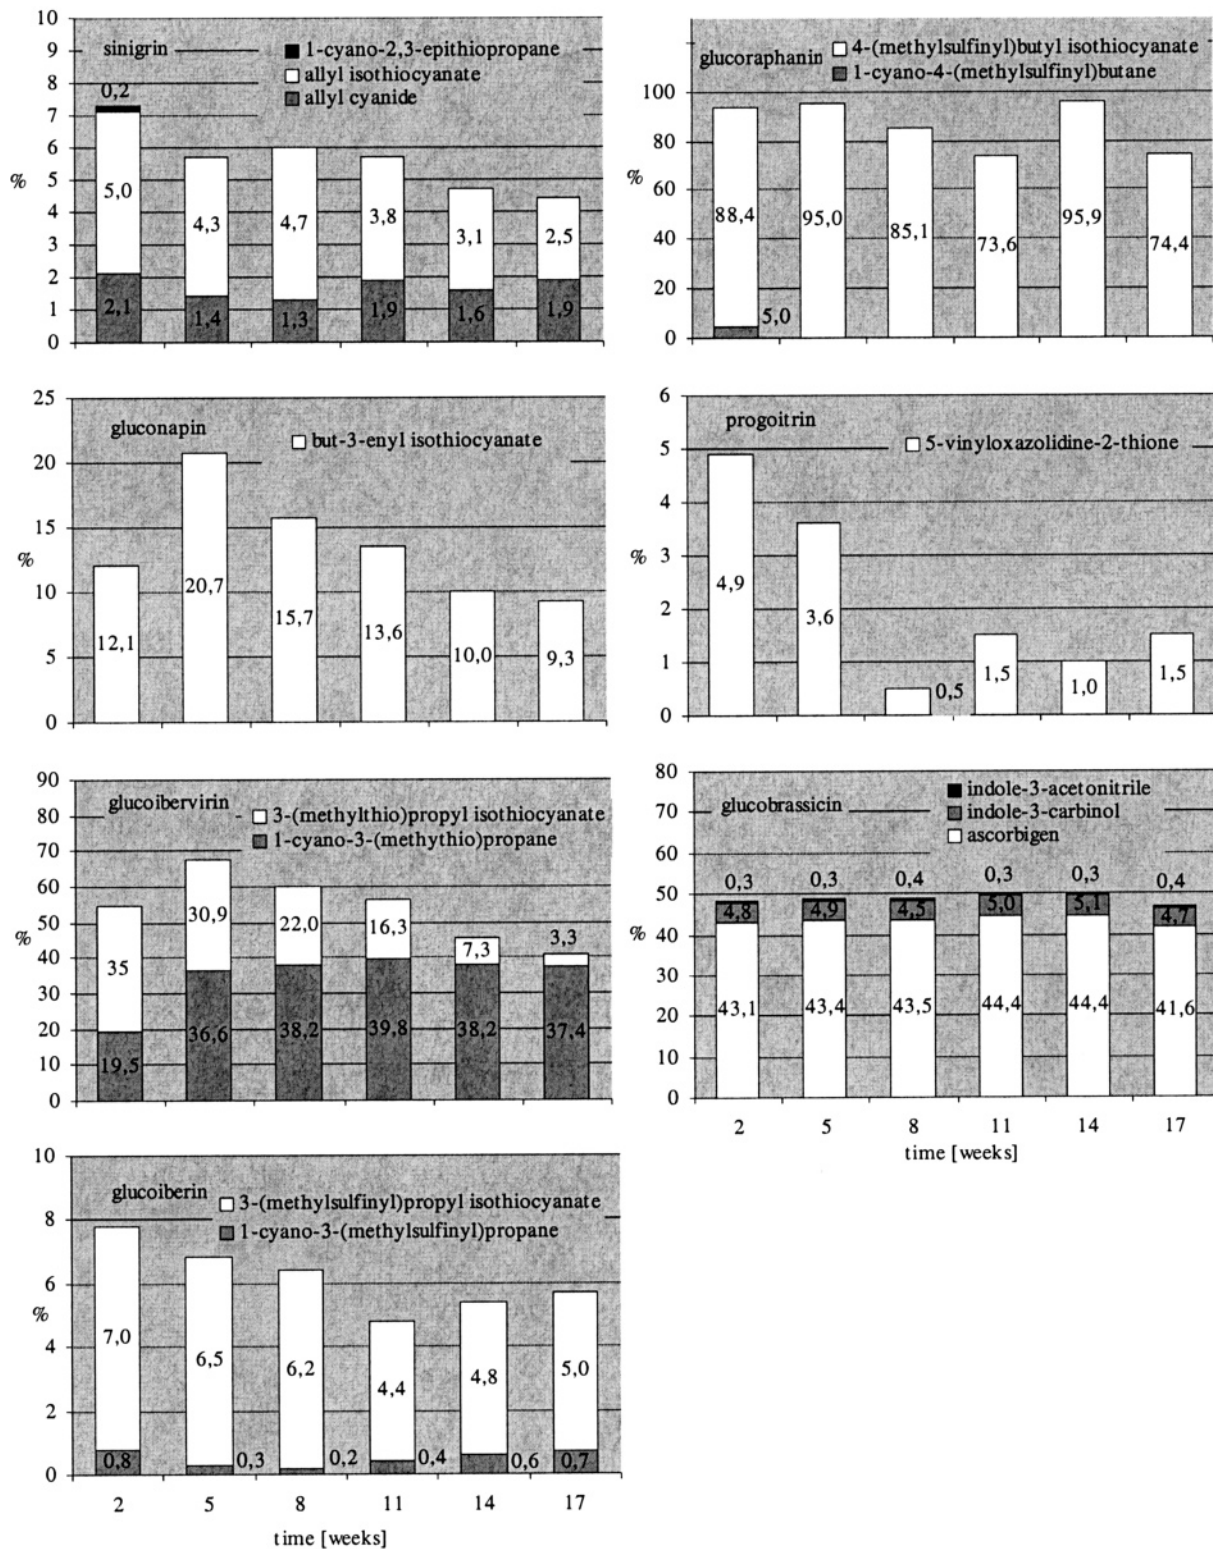 10
9
8
7
6
5
4
3
2
1
0
%
sinigrin
1-cyano-2,3-epithiopropane
allyl isothiocyanate
allyl cyanide
0,2
5,0 4,3 4,7 3,8 3,1 2,5
2,1 1,4 1,3 1,9 1,6 1,9
glucoraphanin
4-(methylsulfinyl)butyl isothiocyanate
1-cyano-4-(methylsulfinyl)butane
100
80
60
40
20
0
%
88,4 95,0 85,1 73,6 95,9 74,4
5,0
25
20
15
10
5
0
%
gluconapin
but-3-enyl isothiocyanate
12,1 20,7 15,7 13,6 10,0 9,3
6
5
4
3
2
1
0
%
progoitrin
5-vinyloxazolidine-2-thione
4,9 3,6 0,5 1,5 1,0 1,5
90
80
70
60
50
40
30
20
10
0
%
glucoibervirin
3-(methylthio)propyl isothiocyanate
1-cyano-3-(methythio)propane
35 30,9 22,0 16,3 7,3 3,3
19,5 36,6 38,2 39,8 38,2 37,4
80
70
60
50
40
30
20
10
0
%
glucobrassicin
indole-3-acetonitrile
indole-3-carbinol
ascorbigen
0,3 0,3 0,4 0,3 0,3 0,4
4,8 4,9 4,5 5,0 5,1 4,7
43,1 43,4 43,5 44,4 44,4 41,6
2 5 8 11 14 17
time [weeks]
10
8
6
4
2
0
%
glucoiberin
3-(methylsulfinyl)propyl isothiocyanate
1-cyano-3-(methylsulfinyl)propane
7,0 6,5 6,2 4,4 4,8 5,0
0,8 0,3 0,2 0,4 0,6 0,7
2 5 8 11 14 17
time [weeks]